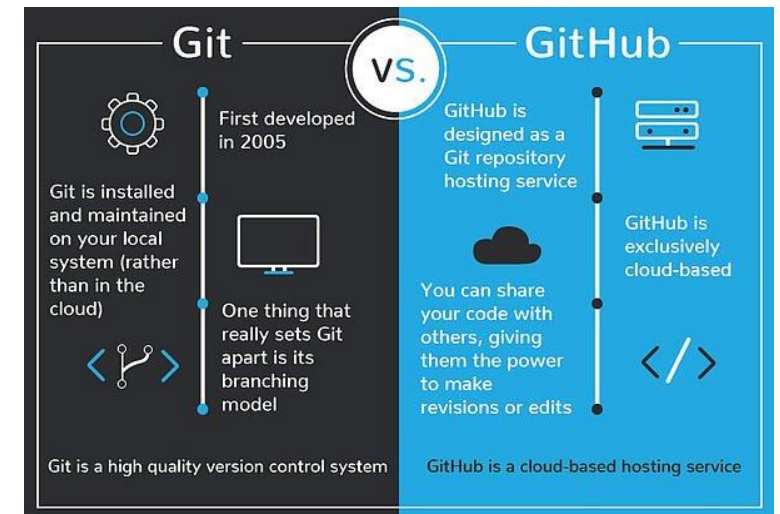 Git
VS.
GitHub
First developed
in 2005
Git is installed
and maintained
on your local
system (rather
than in the
cloud)
One thing that
really sets Git
apart is its
branching
model
Git is a high quality version control system
GitHub is
designed as a
Git repository
hosting service
GitHub is
exclusively
cloud-based
You can share
your code with
others, giving
them the power
to make
revisions or edits
GitHub is a cloud-based hosting service